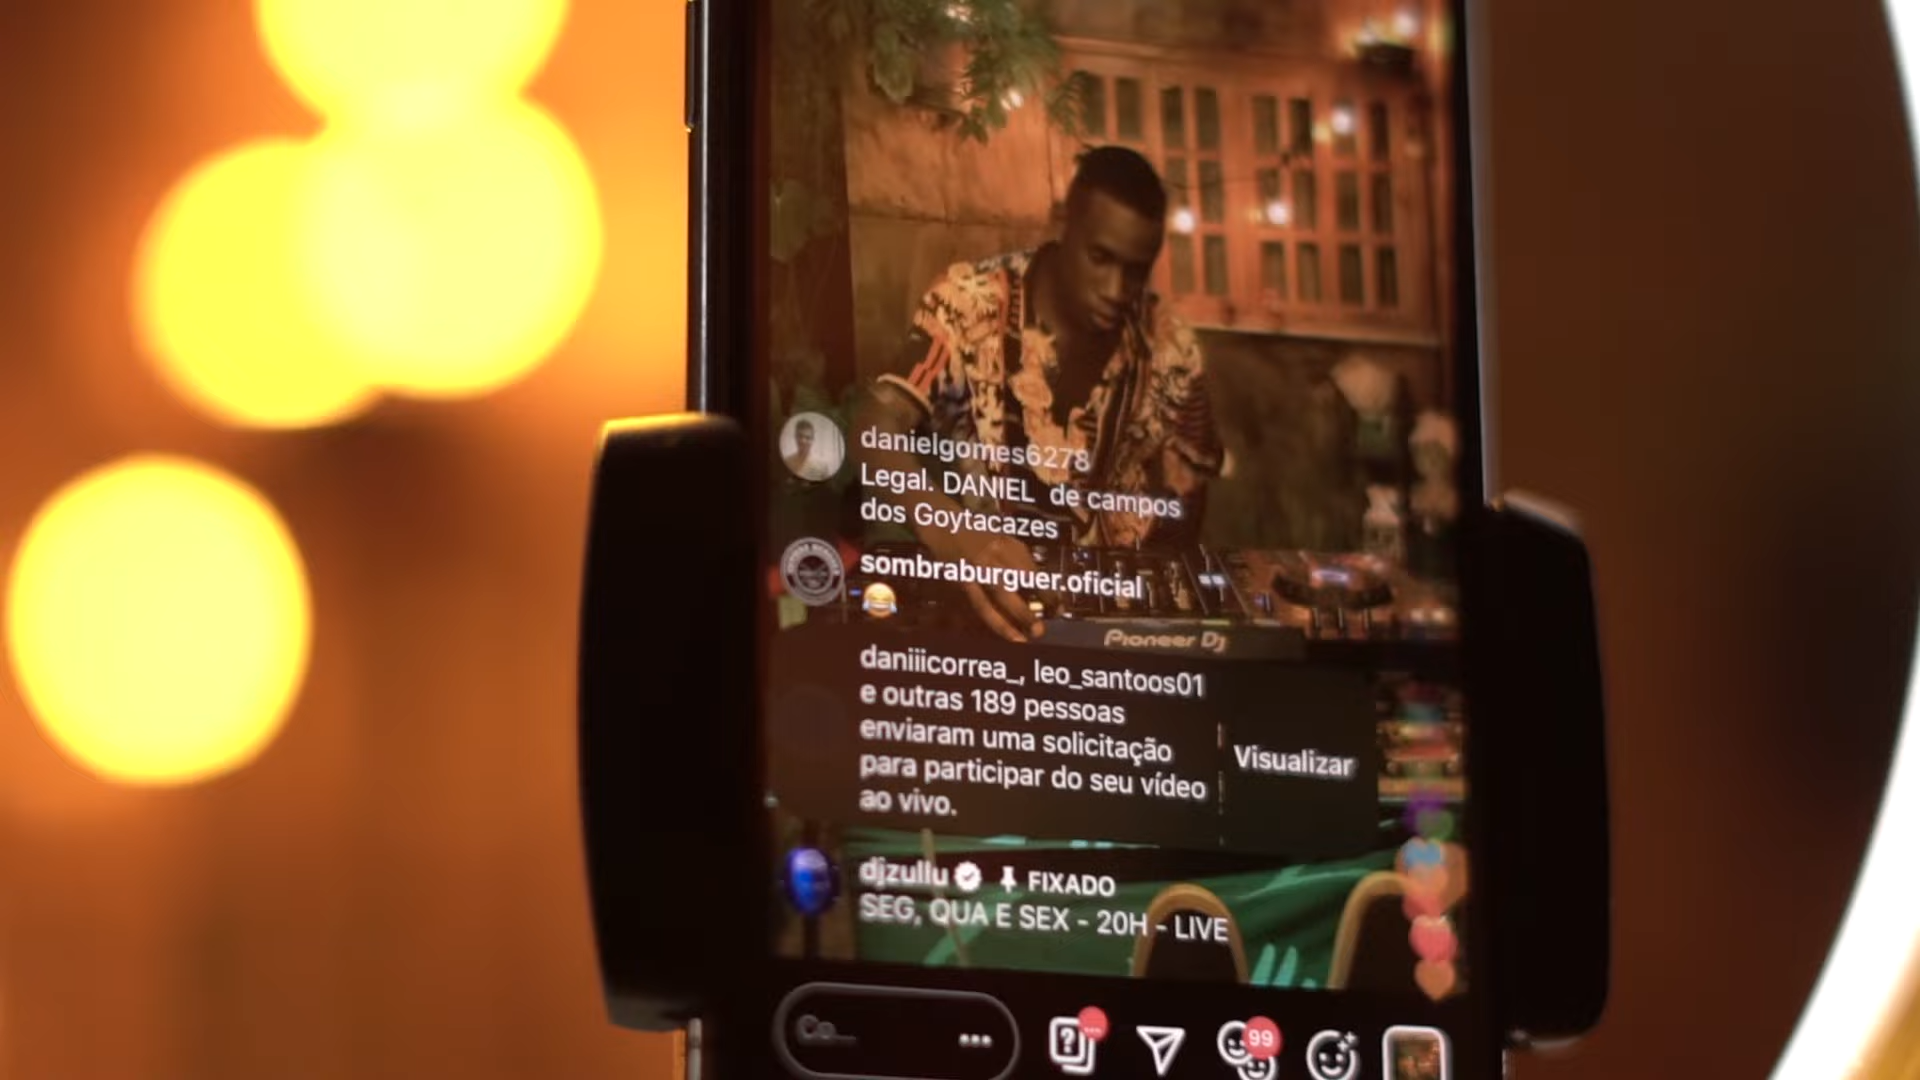 danielgomes6278
Legal. DANIEL de campos
dos Goytacazes
sombraburguer.oficial
😂
Pioneer Dj
daniiicorrea_, leo_santoos01
e outras 189 pessoas
enviaram uma solicitação
para participar do seu vídeo
ao vivo.
Visualizar
djzullu FIXADO
SEG, QUA E SEX - 20H - LIVE
Co...
99